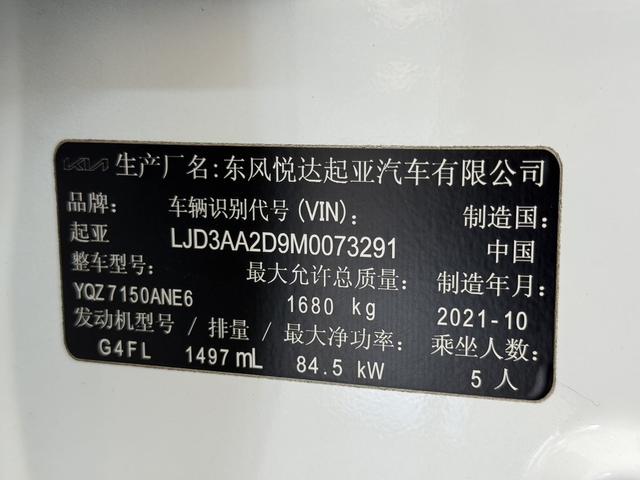 KIA 生产厂名:东风悦达起亚汽车有限公司
品牌: 车辆识别代号(VIN): 制造国:
起亚 LJD3AA2D9M0073291 中国
整车型号: 最大允许总质量: 制造年月:
YQZ7150ANE6 1680 kg 2021-10
发动机型号/排量/最大净功率: 乘坐人数:
G4FL 1497mL 84.5 kW 5人